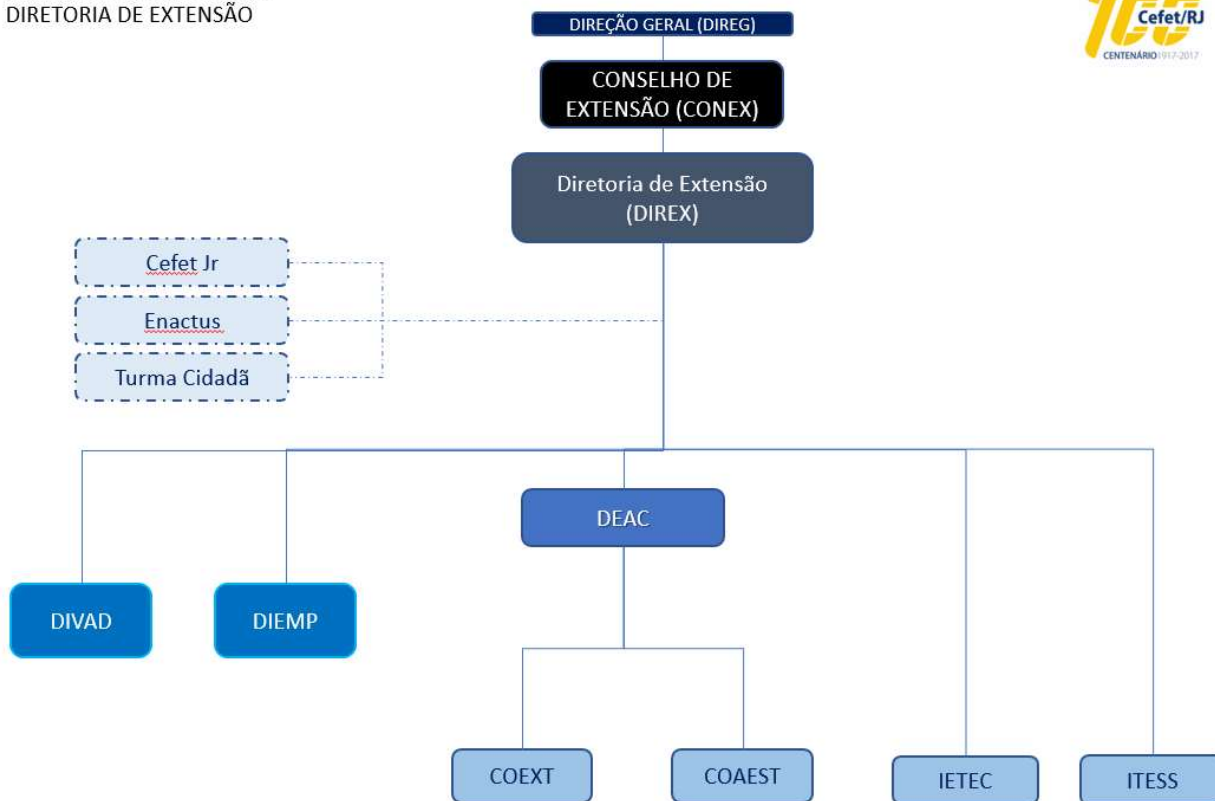 DIRETORIA DE EXTENSÃO
DIREÇÃO GERAL (DIREG)
Cefet/RJ
CENTENÁRIO 1917-2017
CONSELHO DE
EXTENSÃO (CONEX)
Diretoria de Extensão
(DIREX)
Cefet Jr
Enactus
Turma Cidadã
DEAC
DIVAD
DIEMP
COEXT
COAEST
IETEC
ITESS